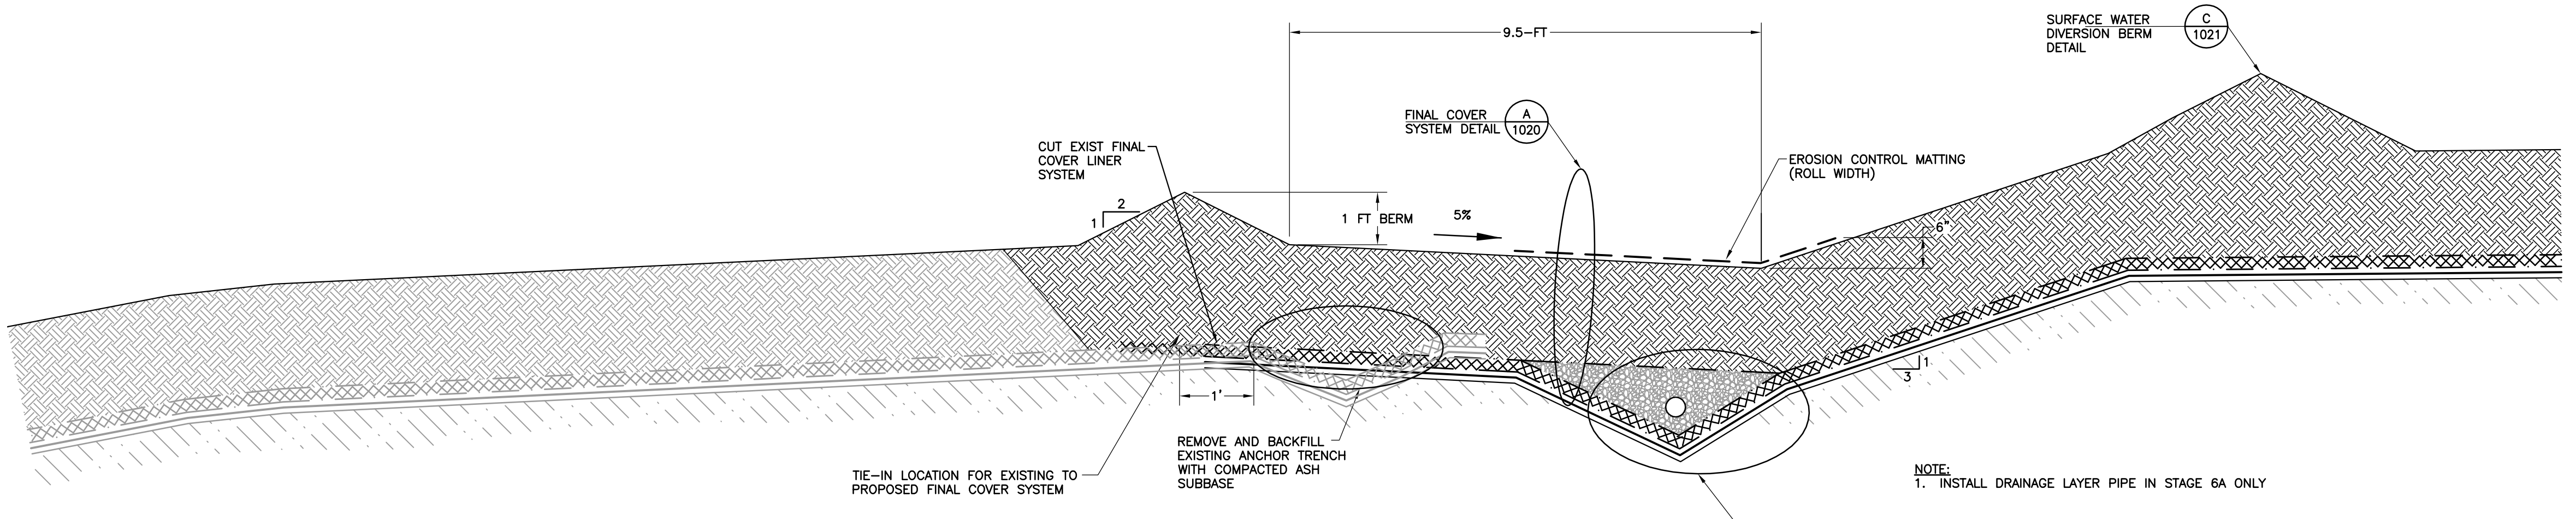 SURFACE WATER
DIVERSION BERM
DETAIL
C
1021
9.5-FT
FINAL COVER
SYSTEM DETAIL
A
1020
CUT EXIST FINAL
COVER LINER
SYSTEM
EROSION CONTROL MATTING
(ROLL WIDTH)
2
1
1 FT BERM
5%
6"
1
3
1'
REMOVE AND BACKFILL
EXISTING ANCHOR TRENCH
WITH COMPACTED ASH
SUBBASE
TIE-IN LOCATION FOR EXISTING TO
PROPOSED FINAL COVER SYSTEM
NOTE:
1. INSTALL DRAINAGE LAYER PIPE IN STAGE 6A ONLY